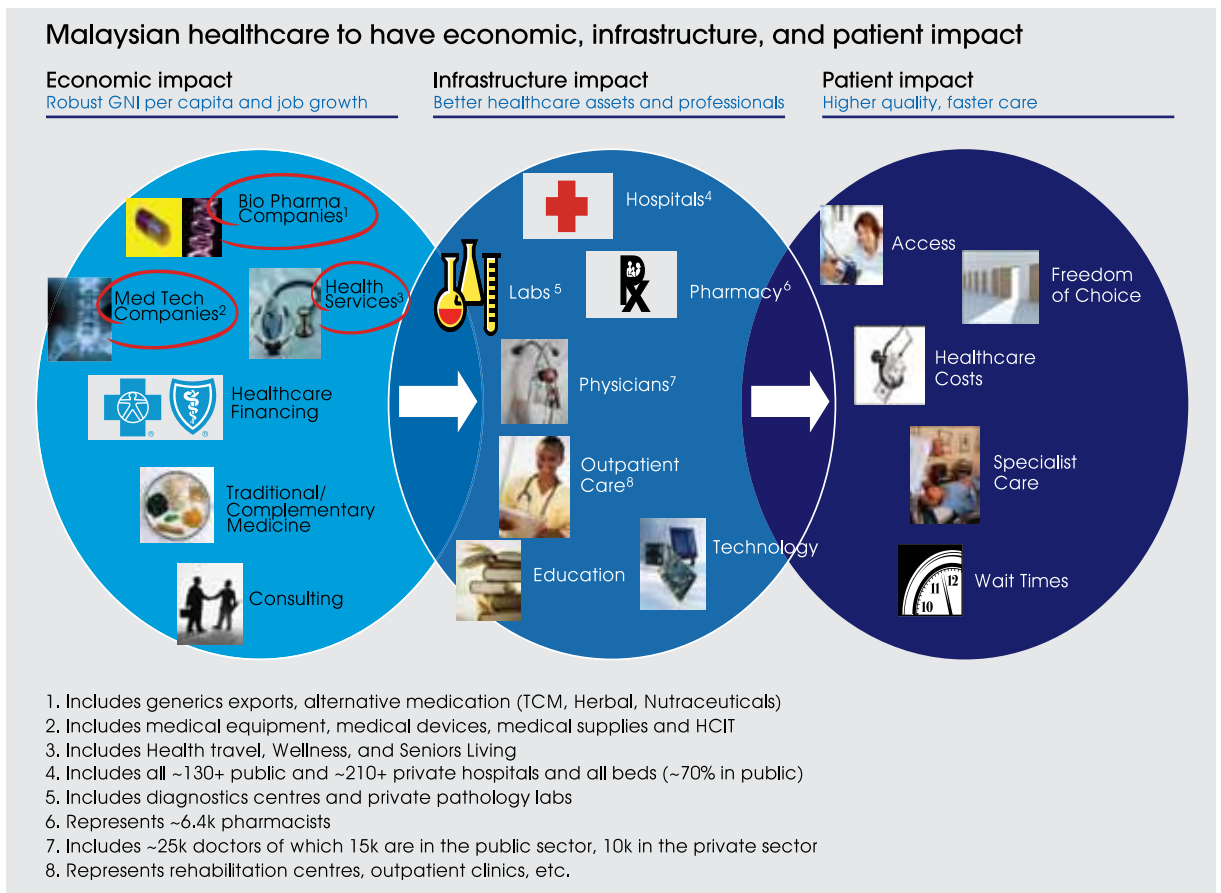 Malaysian healthcare to have economic, infrastructure, and patient impact
Economic impact
Robust GNI per capita and job growth
Infrastructure impact
Better healthcare assets and professionals
Patient impact
Higher quality, faster care
Bio Pharma
Companies1
Med Tech
Companies2
Health
Services3
Healthcare
Financing
® ®
Traditional/
Complementary
Medicine
Consulting
Hospitals4
Labs 5
Rx
Pharmacy6
Physicians7
Outpatient
Care8
Technology
Education
Access
Freedom
of Choice
Healthcare
Costs
Specialist
Care
10 11 12
Wait Times
1. Includes generics exports, alternative medication (TCM, Herbal, Nutraceuticals)
2. Includes medical equipment, medical devices, medical supplies and HCIT
3. Includes Health travel, Wellness, and Seniors Living
4. Includes all ~130+ public and ~210+ private hospitals and all beds (~70% in public)
5. Includes diagnostics centres and private pathology labs
6. Represents ~6.4k pharmacists
7. Includes ~25k doctors of which 15k are in the public sector, 10k in the private sector
8. Represents rehabilitation centres, outpatient clinics, etc.